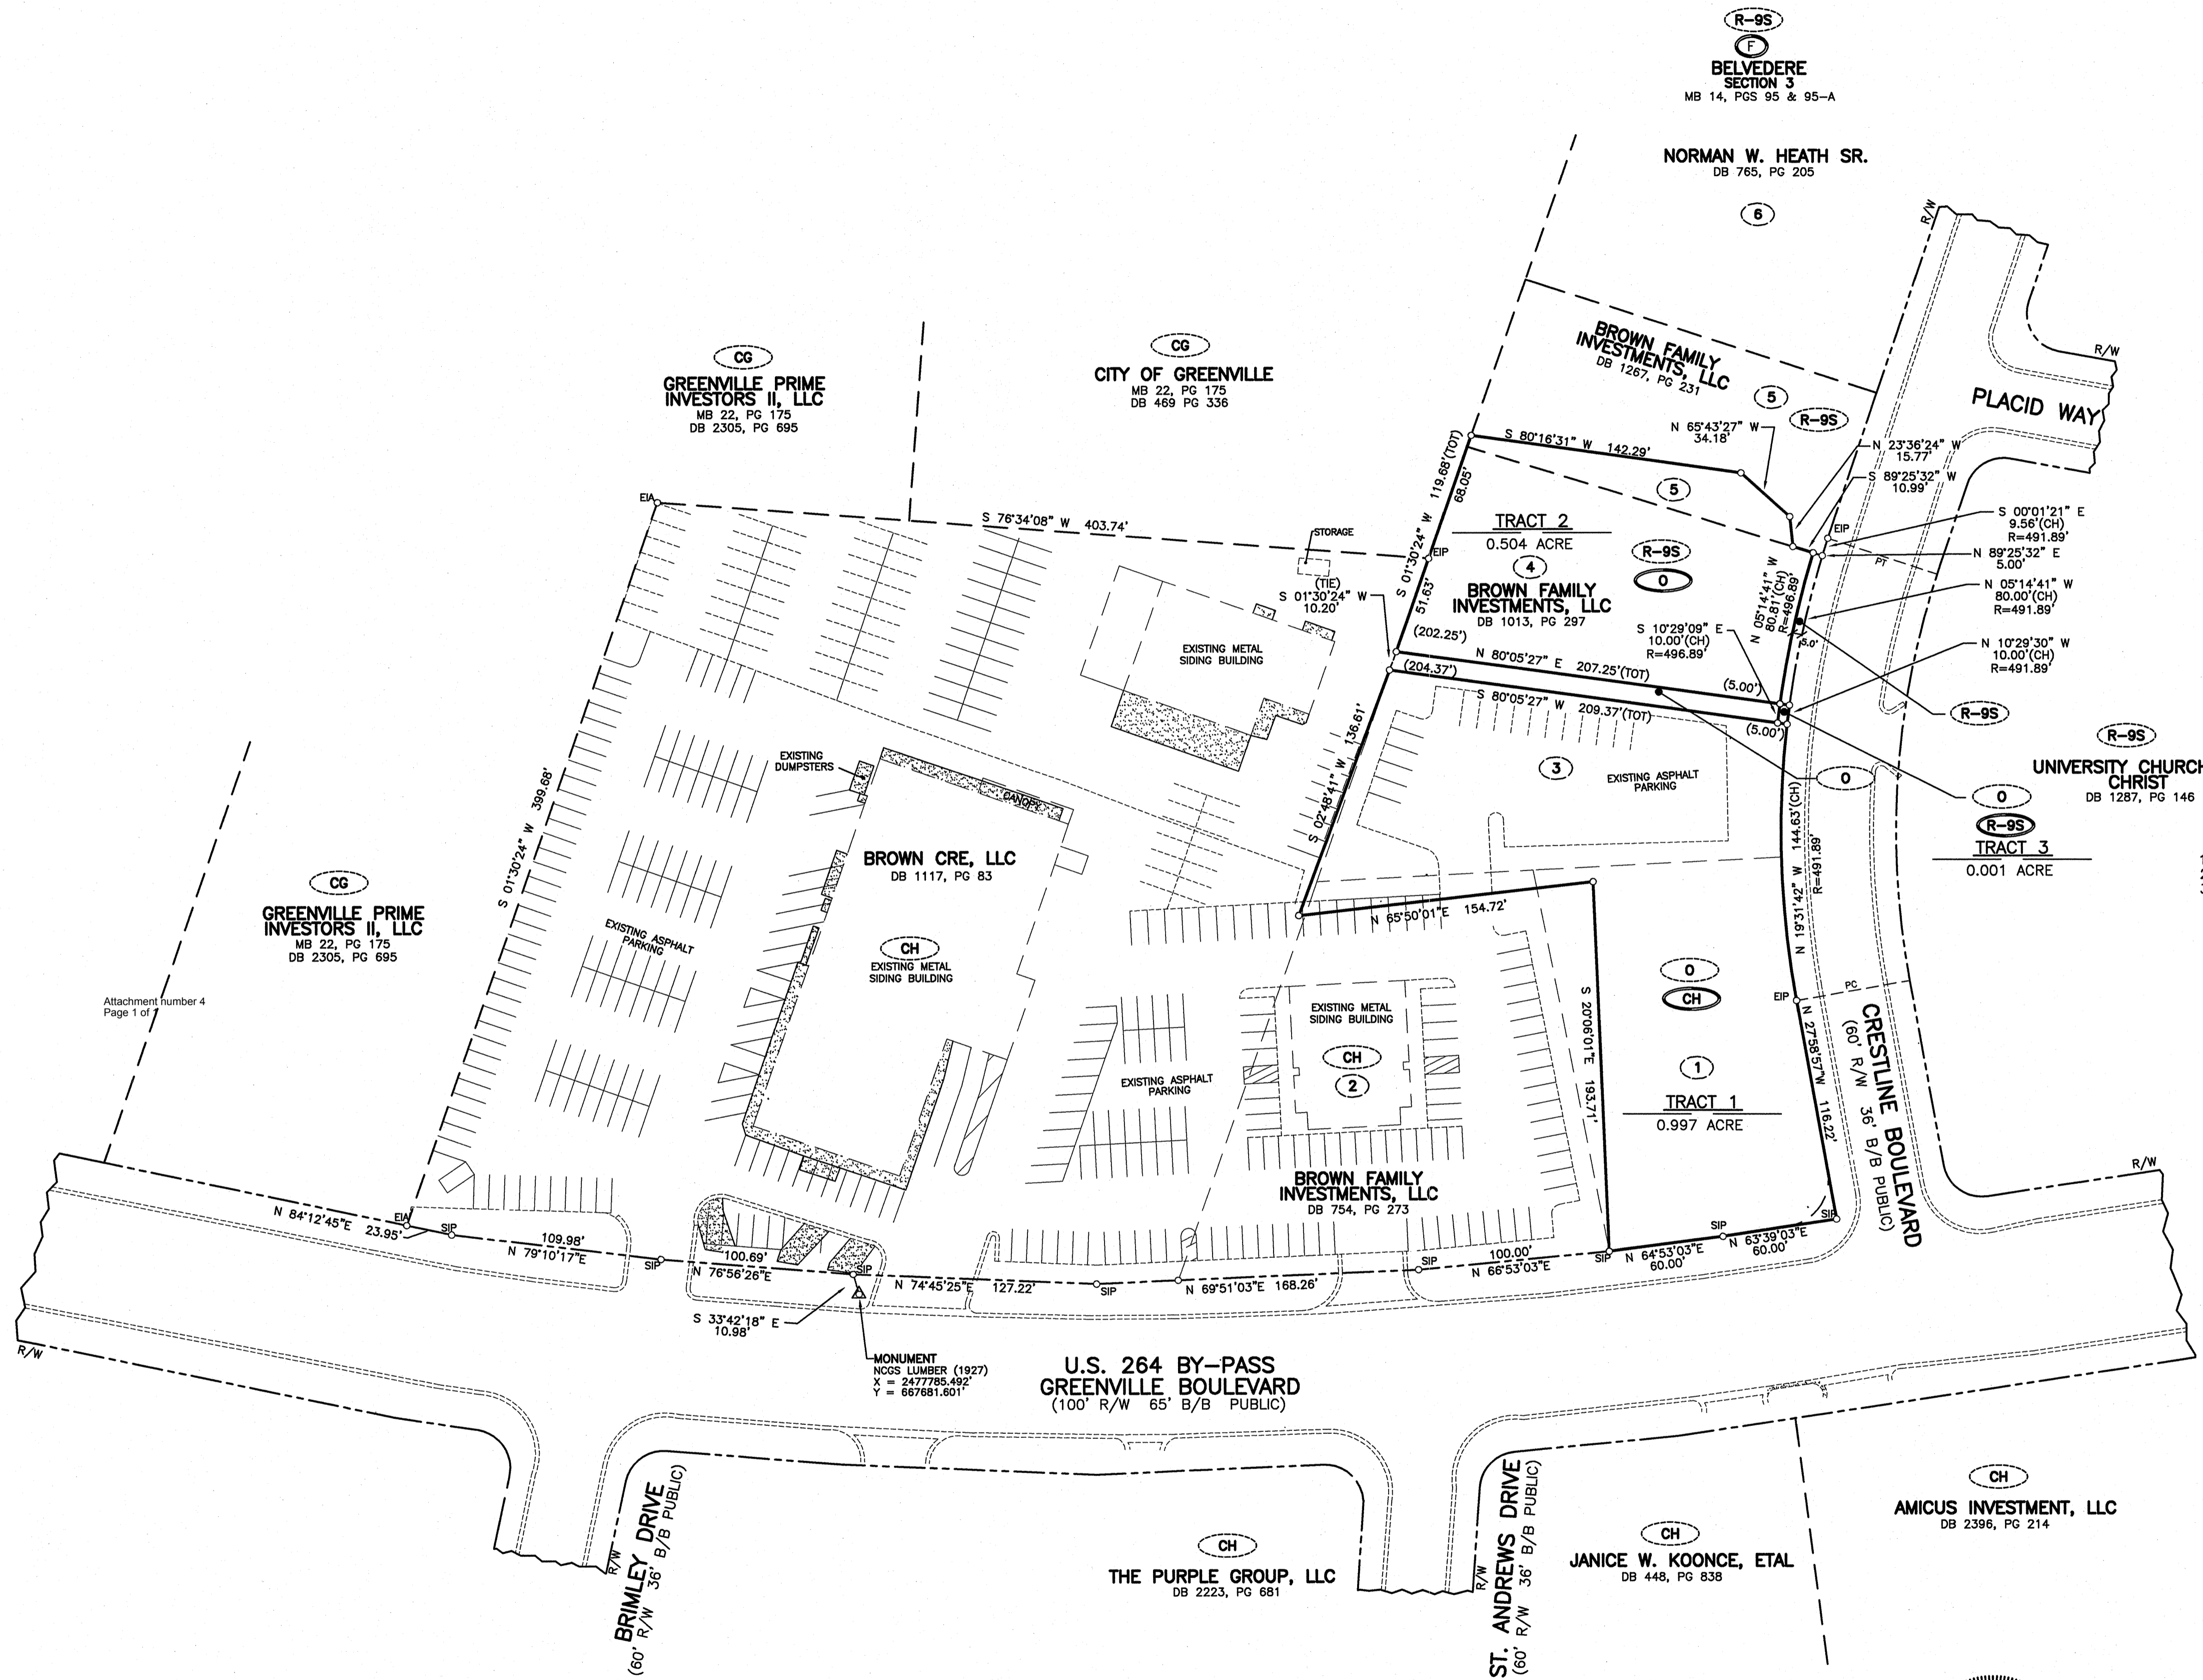 R-9S
F
BELVEDERE
SECTION 3
MB 14, PGS 95 & 95-A
NORMAN W. HEATH SR.
DB 765, PG 205
6
R/W
R/W
PLACID WAY
BROWN FAMILY
INVESTMENTS, LLC
DB 1267, PG 231
5
R-9S
CG
GREENVILLE PRIME
INVESTORS II, LLC
MB 22, PG 175
DB 2305, PG 695
CG
CITY OF GREENVILLE
MB 22, PG 175
DB 469 PG 336
N 65°43'27" W
34.18'
N 23°36'24" W
15.77'
S 89°25'32" W
10.99'
S 00°01'21" E
9.56'(CH)
R=491.89'
N 89°25'32" E
5.00'
N 05°14'41" W
80.00'(CH)
R=491.89'
N 10°29'30" W
10.00'(CH)
R=491.89'
S 80°16'31" W 142.29'
5
S 01°30'24" W 119.68'(TOT)
68.05'
51.63'
EIP
EIP
PT
TRACT 2
0.504 ACRE
R-9S
4
O
BROWN FAMILY
INVESTMENTS, LLC
DB 1013, PG 297
N 05°14'41" W
80.81'(CH)
R=496.89'
5.0'
S 10°29'09" E
10.00'(CH)
R=496.89'
EIA
S 76°34'08" W 403.74'
STORAGE
(TIE)
S 01°30'24" W
10.20'
(202.25')
N 80°05'27" E 207.25'(TOT)
(5.00')
(204.37')
S 80°05'27" W 209.37'(TOT)
(5.00')
R-9S
R-9S
UNIVERSITY CHURCH
CHRIST
DB 1287, PG 146
O
O
R-9S
TRACT 3
0.001 ACRE
EXISTING METAL
SIDING BUILDING
S 02°48'41" W 136.61'
3
EXISTING ASPHALT
PARKING
EXISTING
DUMPSTERS
CANOPY
S 01°30'24" W 399.68'
BROWN CRE, LLC
DB 1117, PG 83
CH
EXISTING METAL
SIDING BUILDING
EXISTING ASPHALT
PARKING
CG
GREENVILLE PRIME
INVESTORS II, LLC
MB 22, PG 175
DB 2305, PG 695
Attachment number 4
Page 1 of 1
N 65°50'01"E 154.72'
N 19°31'42" W 144.63'(CH)
R=491.89'
EIP
PC
S 20°06'01"E 193.71'
O
CH
1
TRACT 1
0.997 ACRE
N 27°58'57"W 116.22'
CRESTLINE BOULEVARD
(60' R/W 36' B/B PUBLIC)
EXISTING METAL
SIDING BUILDING
CH
2
EXISTING ASPHALT
PARKING
BROWN FAMILY
INVESTMENTS, LLC
DB 754, PG 273
R/W
N 84°12'45"E 23.95'
EIA
SIP
109.98'
N 79°10'17"E
SIP
100.69'
N 76°56'26"E
SIP
N 74°45'25"E 127.22'
SIP
N 69°51'03"E 168.26'
SIP
100.00'
N 66°53'03"E
SIP
N 64°53'03"E
60.00'
SIP
N 63°39'03"E
60.00'
SIP
S 33°42'18" E
10.98'
MONUMENT
NCGS LUMBER (1927)
X = 2477785.492'
Y = 667681.601'
U.S. 264 BY-PASS
GREENVILLE BOULEVARD
(100' R/W 65' B/B PUBLIC)
R/W
R/W
BRIMLEY DRIVE
(60' R/W 36' B/B PUBLIC)
R/W
ST. ANDREWS DRIVE
(60' R/W 36' B/B PUBLIC)
CH
THE PURPLE GROUP, LLC
DB 2223, PG 681
CH
JANICE W. KOONCE, ETAL
DB 448, PG 838
CH
AMICUS INVESTMENT, LLC
DB 2396, PG 214